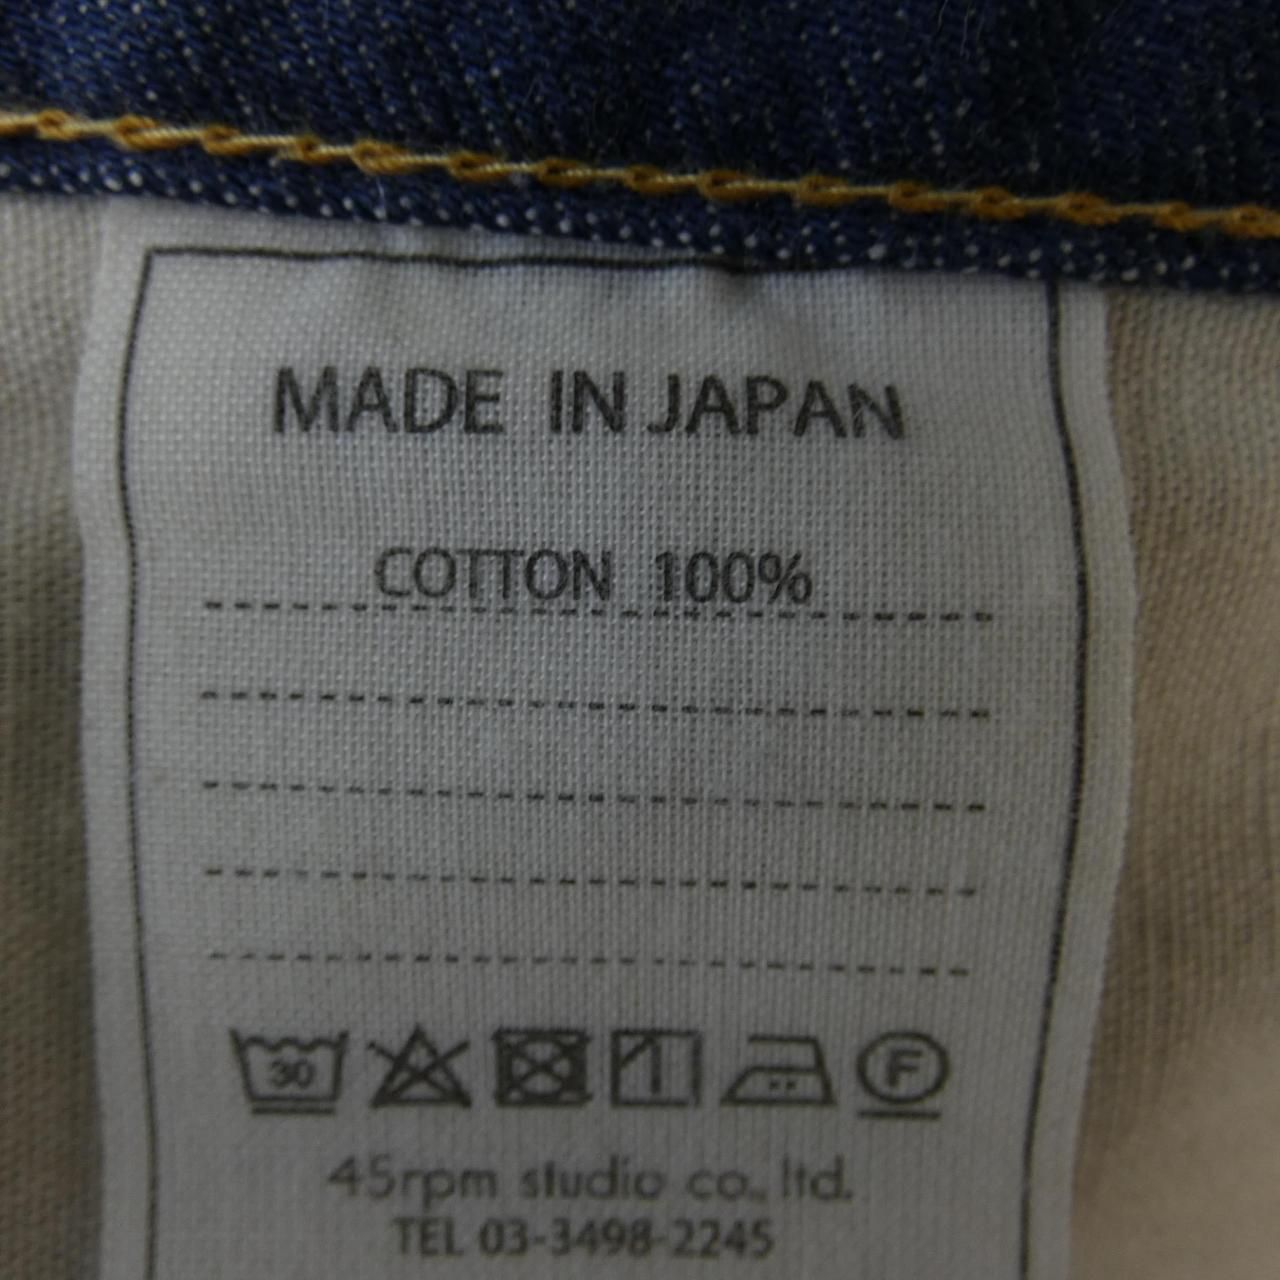 MADE IN JAPAN
COTTON 100%
30
F
45rpm studio co., ltd.
TEL 03-3498-2245